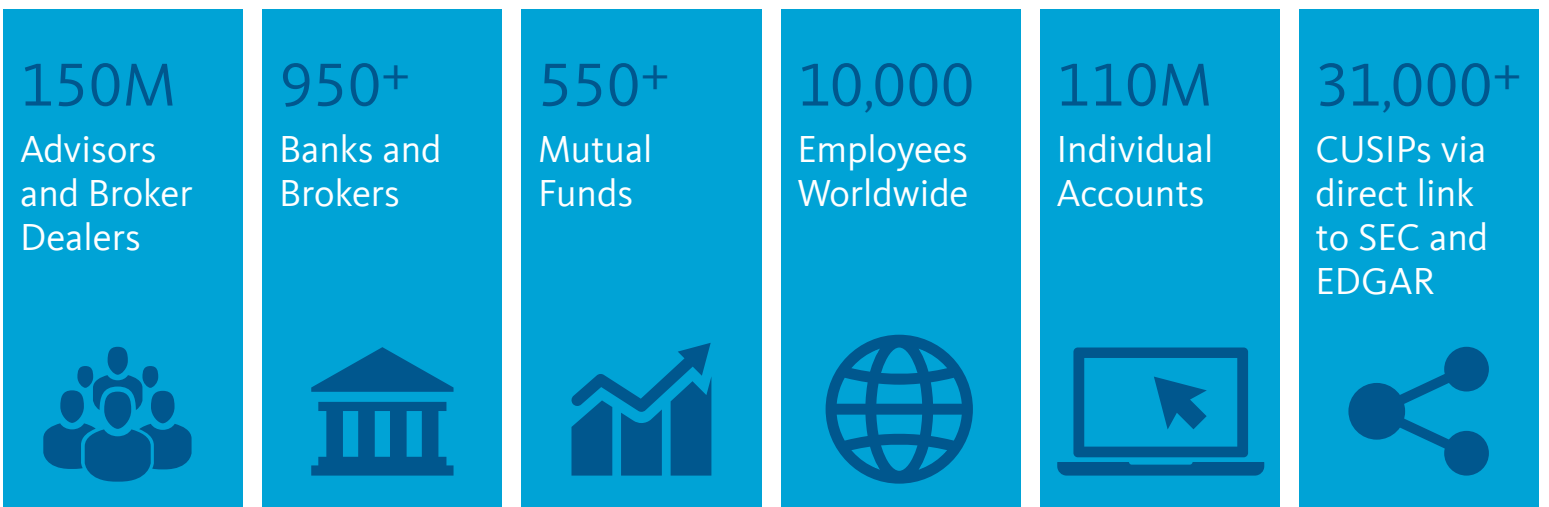 150M
Advisors
and Broker
Dealers
950+
Banks and
Brokers
550+
Mutual
Funds
10,000
Employees
Worldwide
110M
Individual
Accounts
31,000+
CUSIPs via
direct link
to SEC and
EDGAR